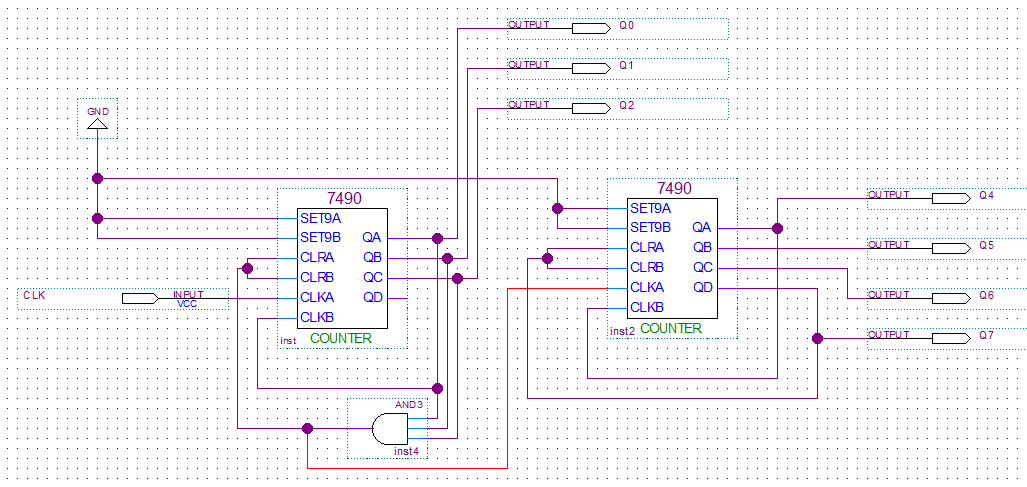 OUTPUT Q0
OUTPUT Q1
OUTPUT Q2
GND
7490
SET9A
SET9B QA
CLRA QB
CLRB QC
CLKA QD
CLKB
inst COUNTER
CLK INPUT
VCC
7490
SET9A
SET9B QA
CLRA QB
CLRB QC
CLKA QD
CLKB
inst2 COUNTER
OUTPUT Q4
OUTPUT Q5
OUTPUT Q6
OUTPUT Q7
AND3
inst4